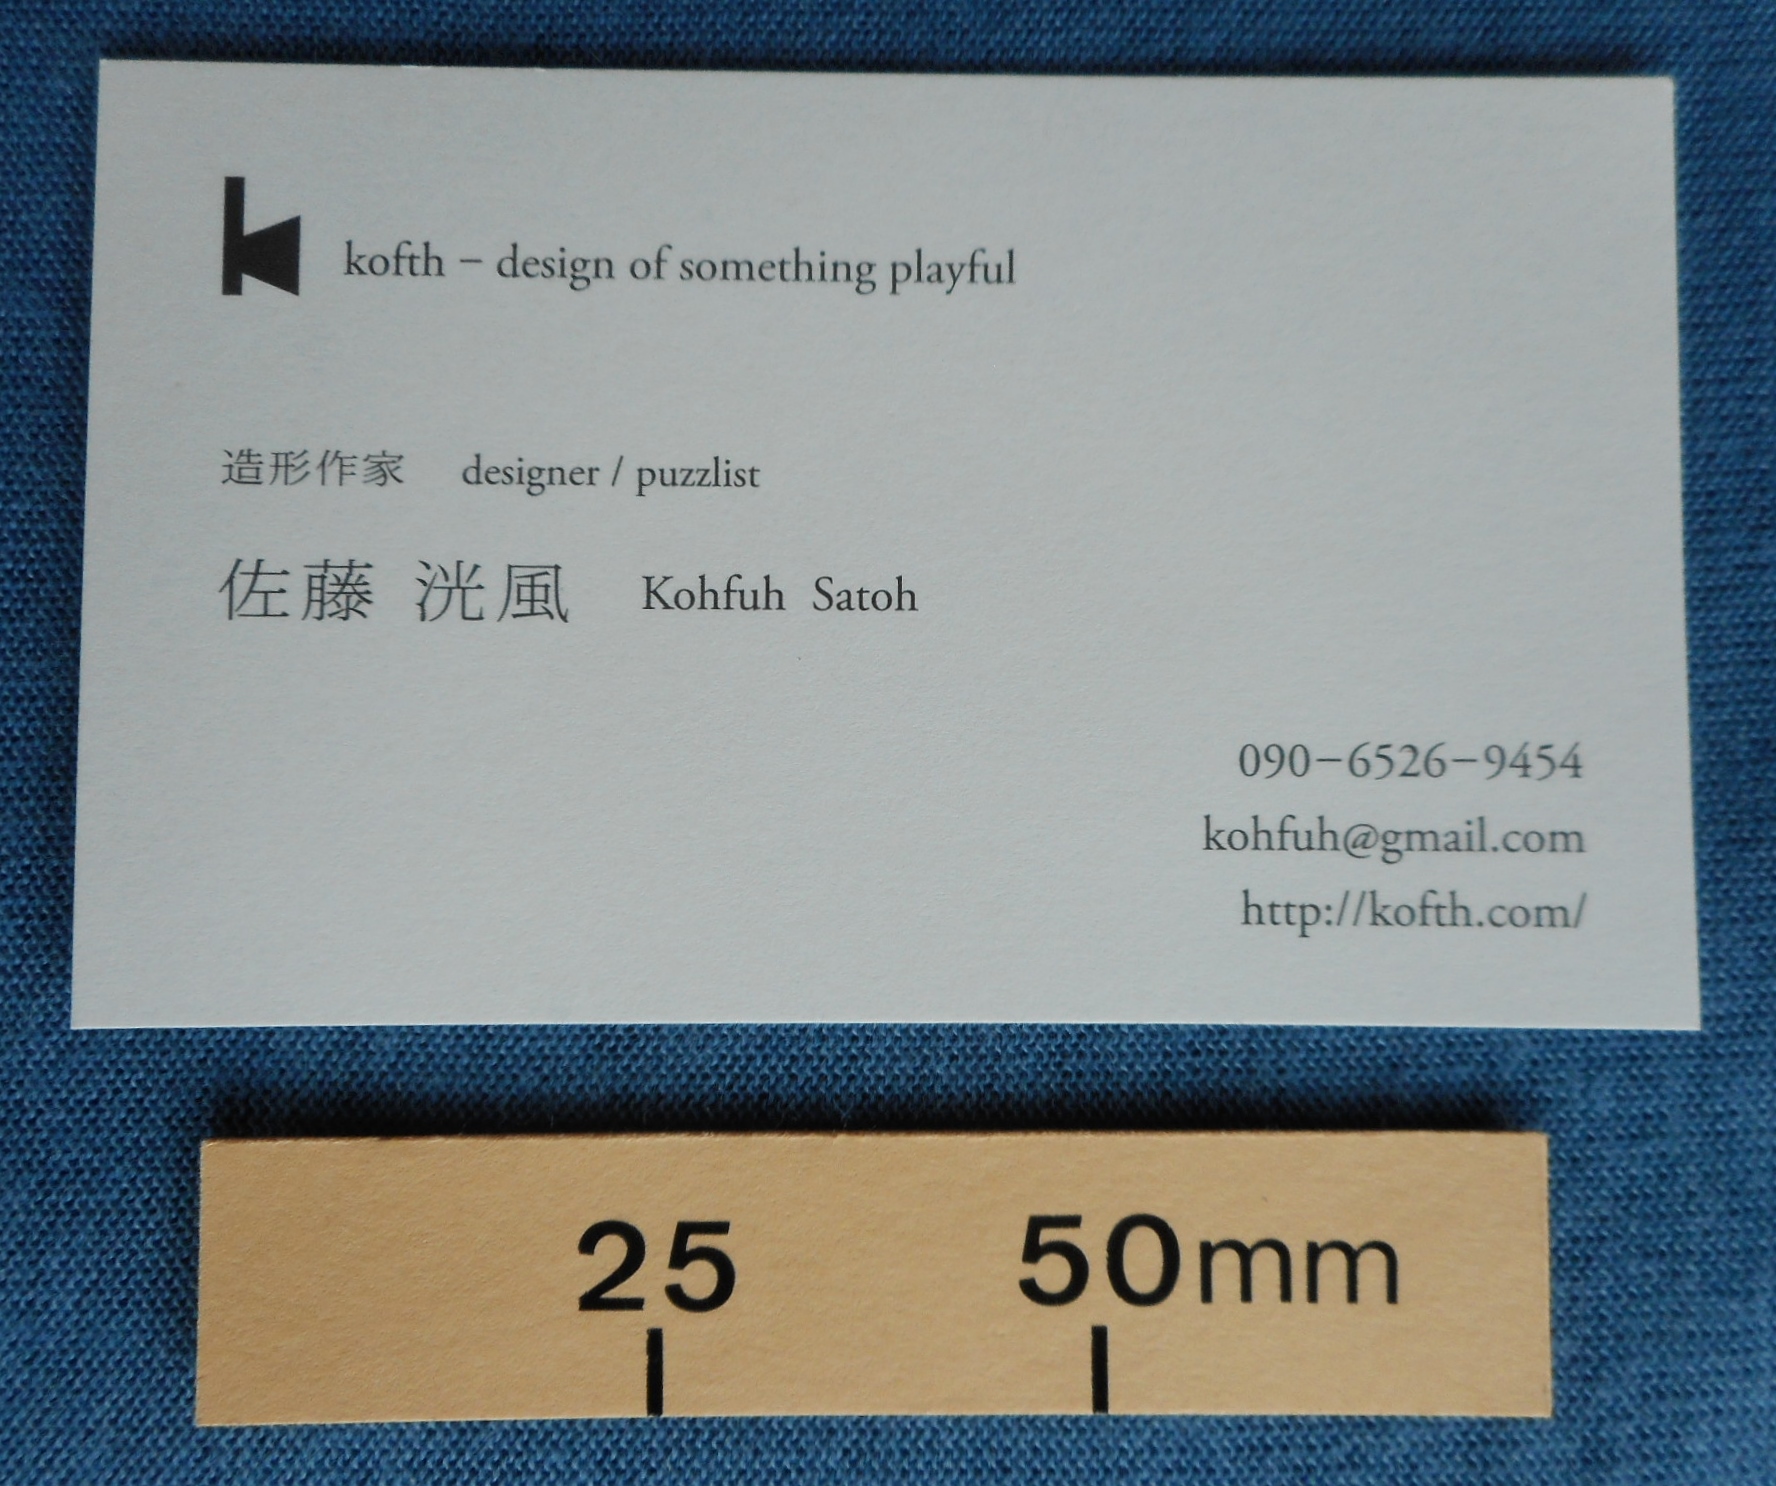 kofth – design of something playful
造形作家 designer / puzzlist
佐藤 洸風 Kohfuh Satoh
090-6526-9454
kohfuh@gmail.com
http://kofth.com/
25 50mm